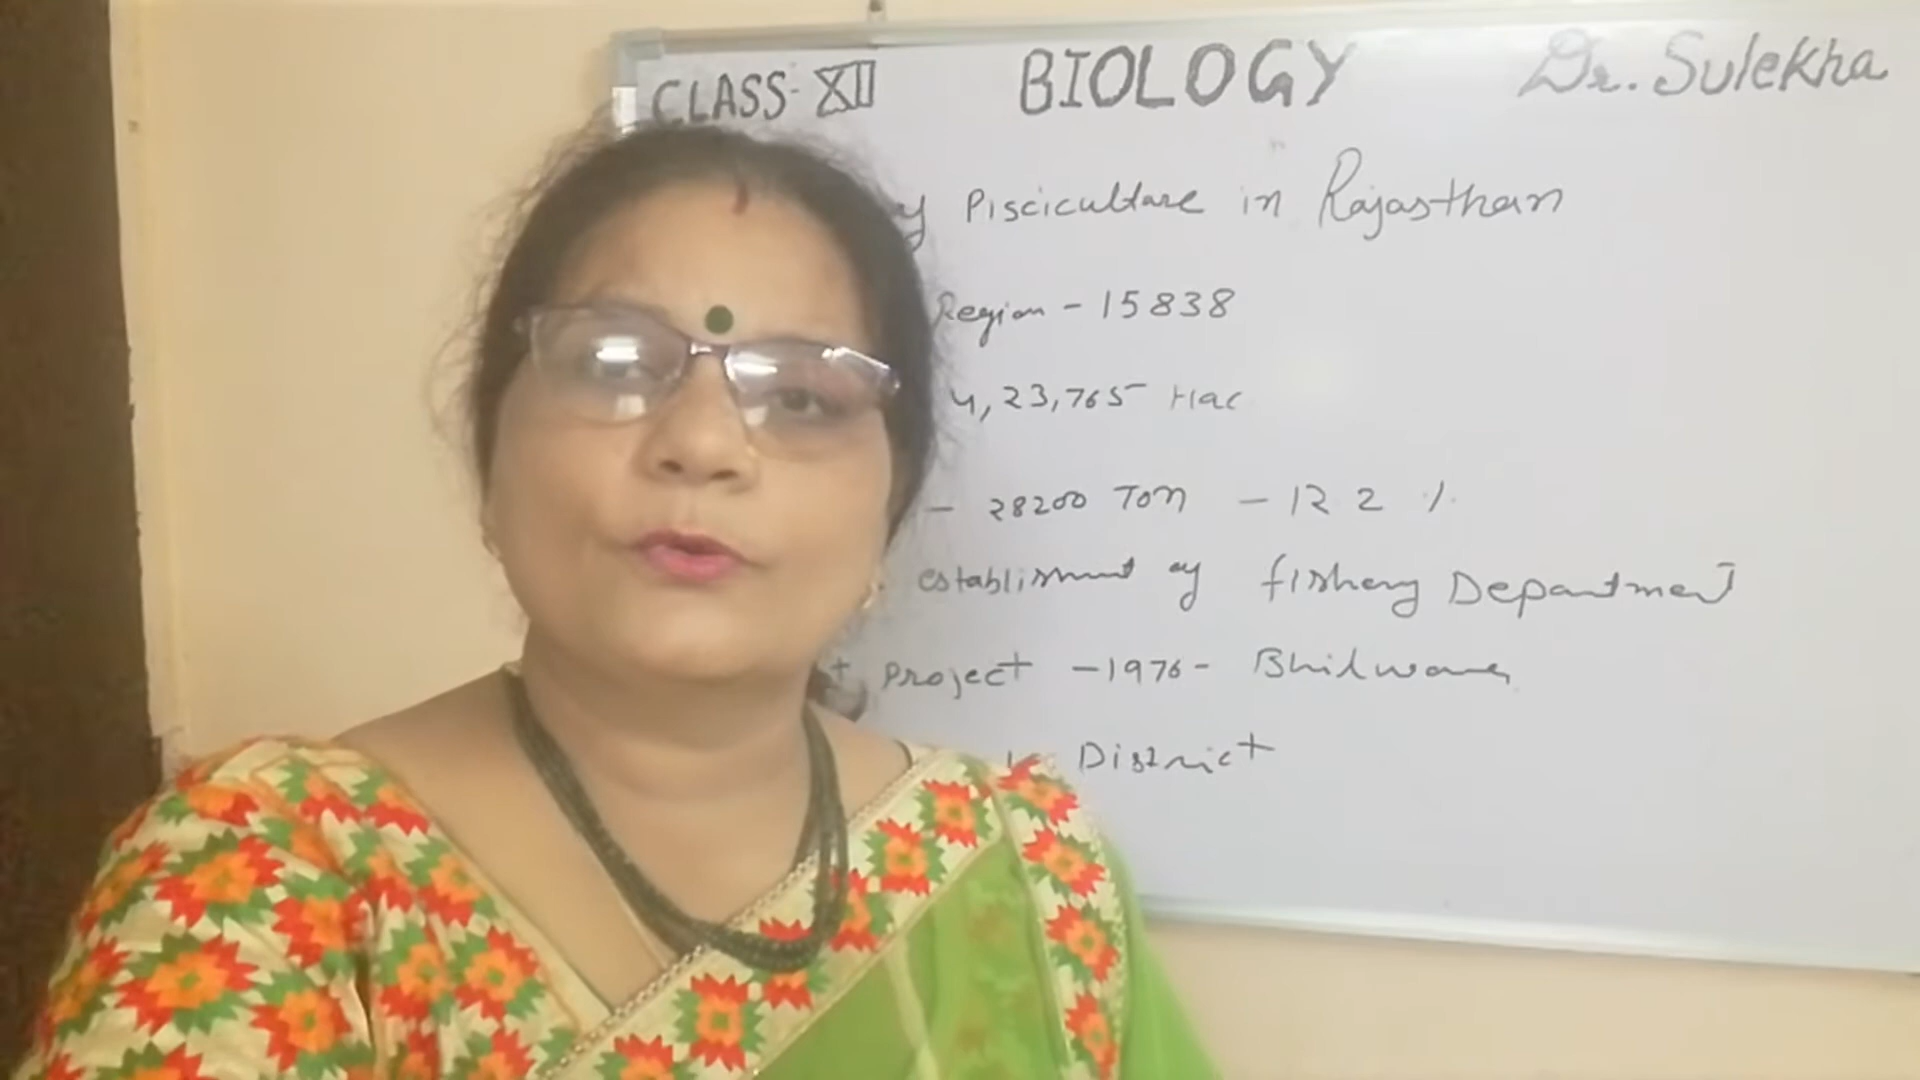 CLASS- XII BIOLOGY Dr. Sulekha
Pisciculture in Rajasthan
Region - 15838
4,23,765 Hac
- 28200 Ton - 12 2 %
establishment of fishery Department
Project - 1976 - Bhilwara
District